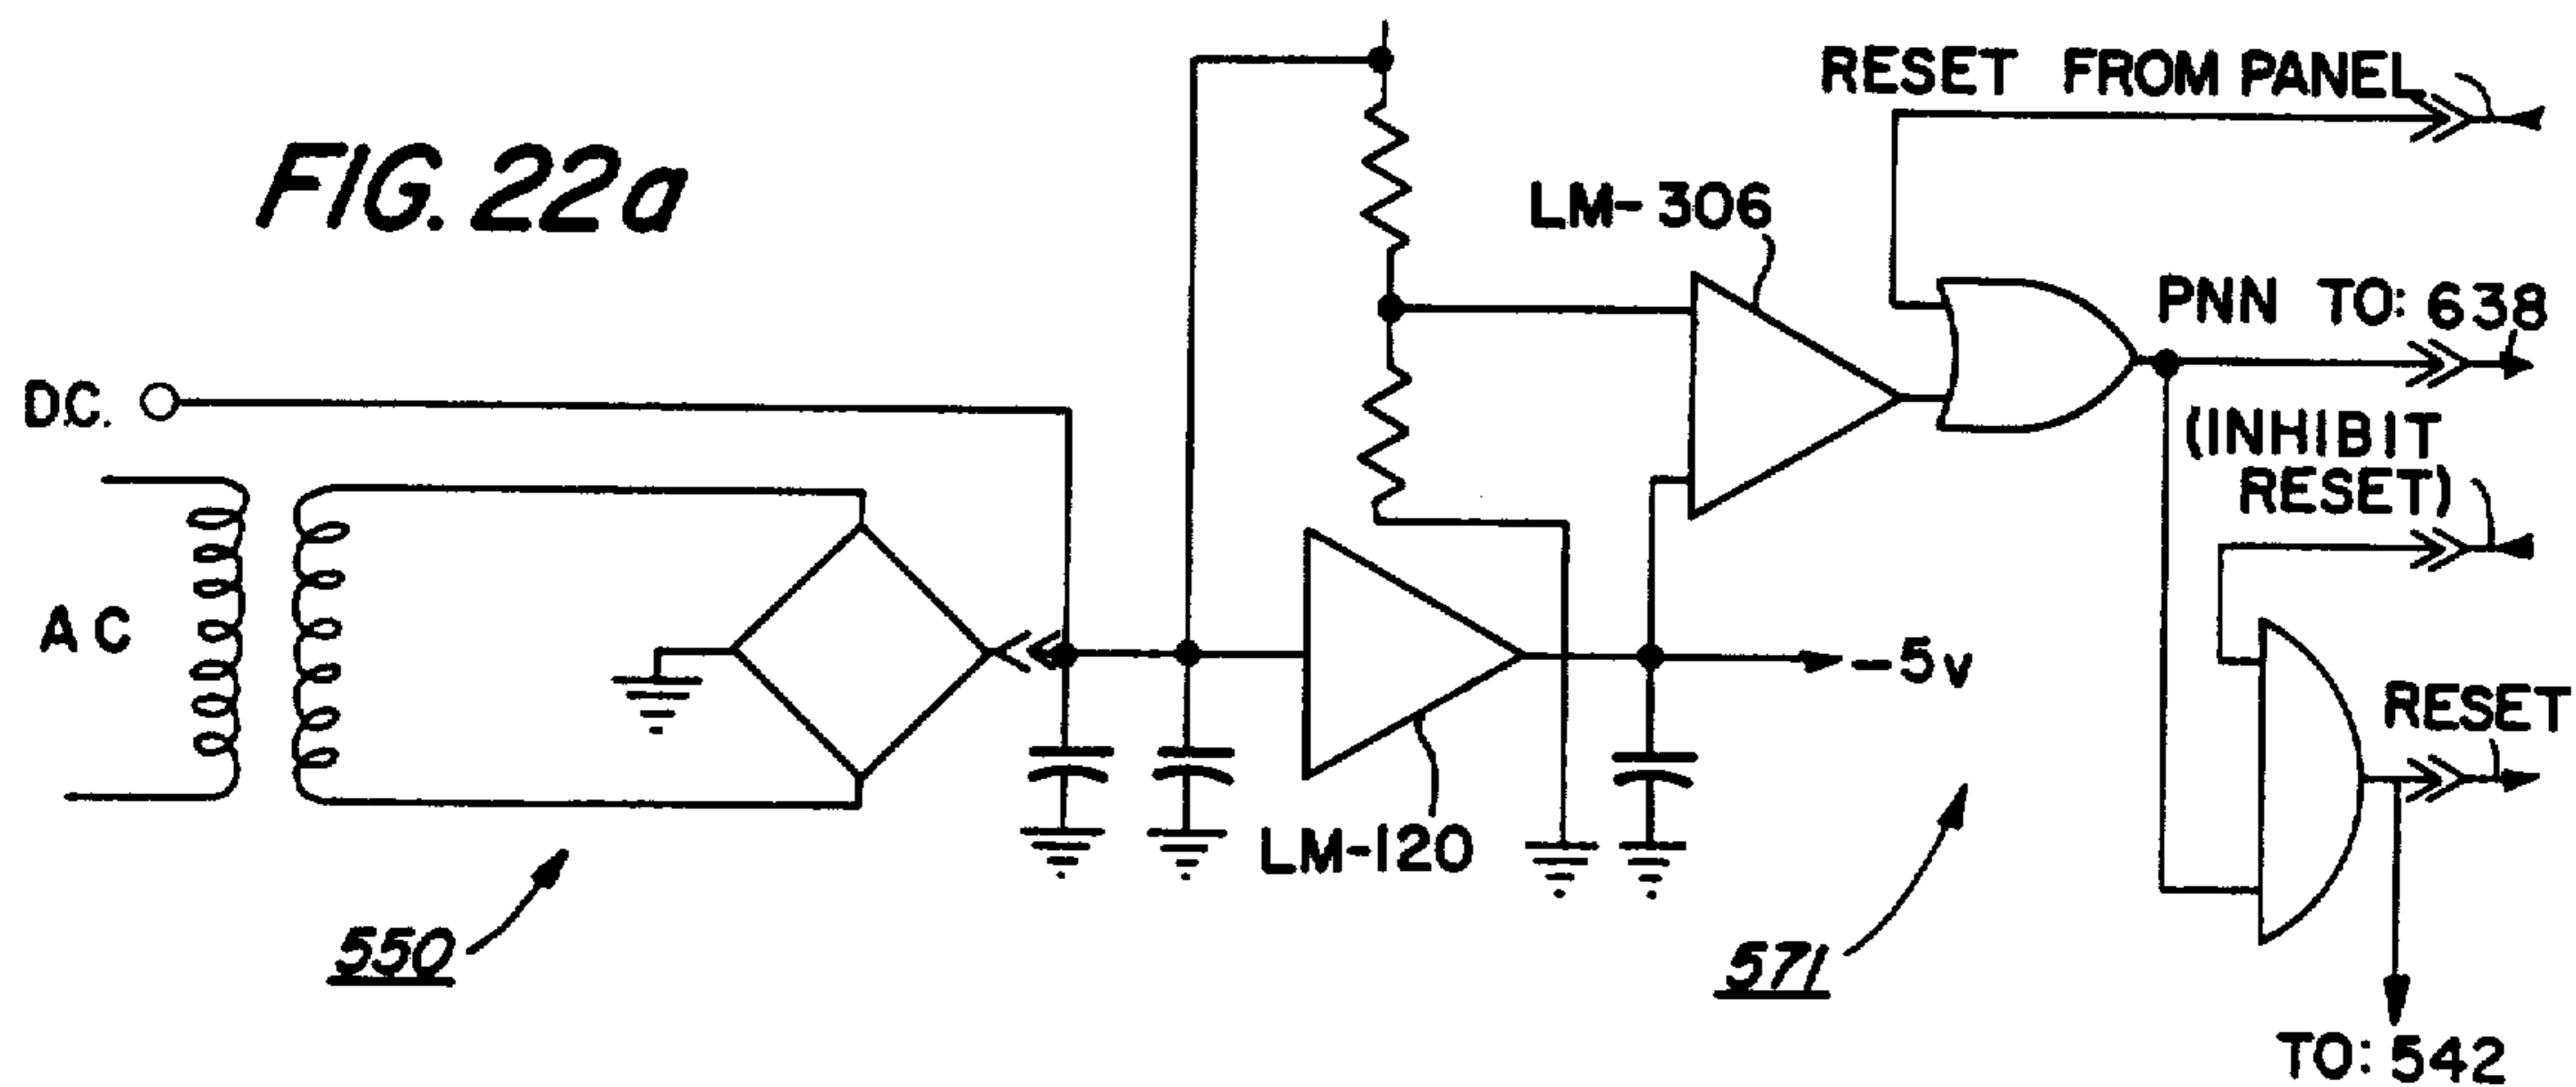 RESET FROM PANEL
FIG. 22a
LM-306
PNN TO: 638
D.C.
(INHIBIT
RESET)
AC
-5v
RESET
LM-120
550
571
TO: 542